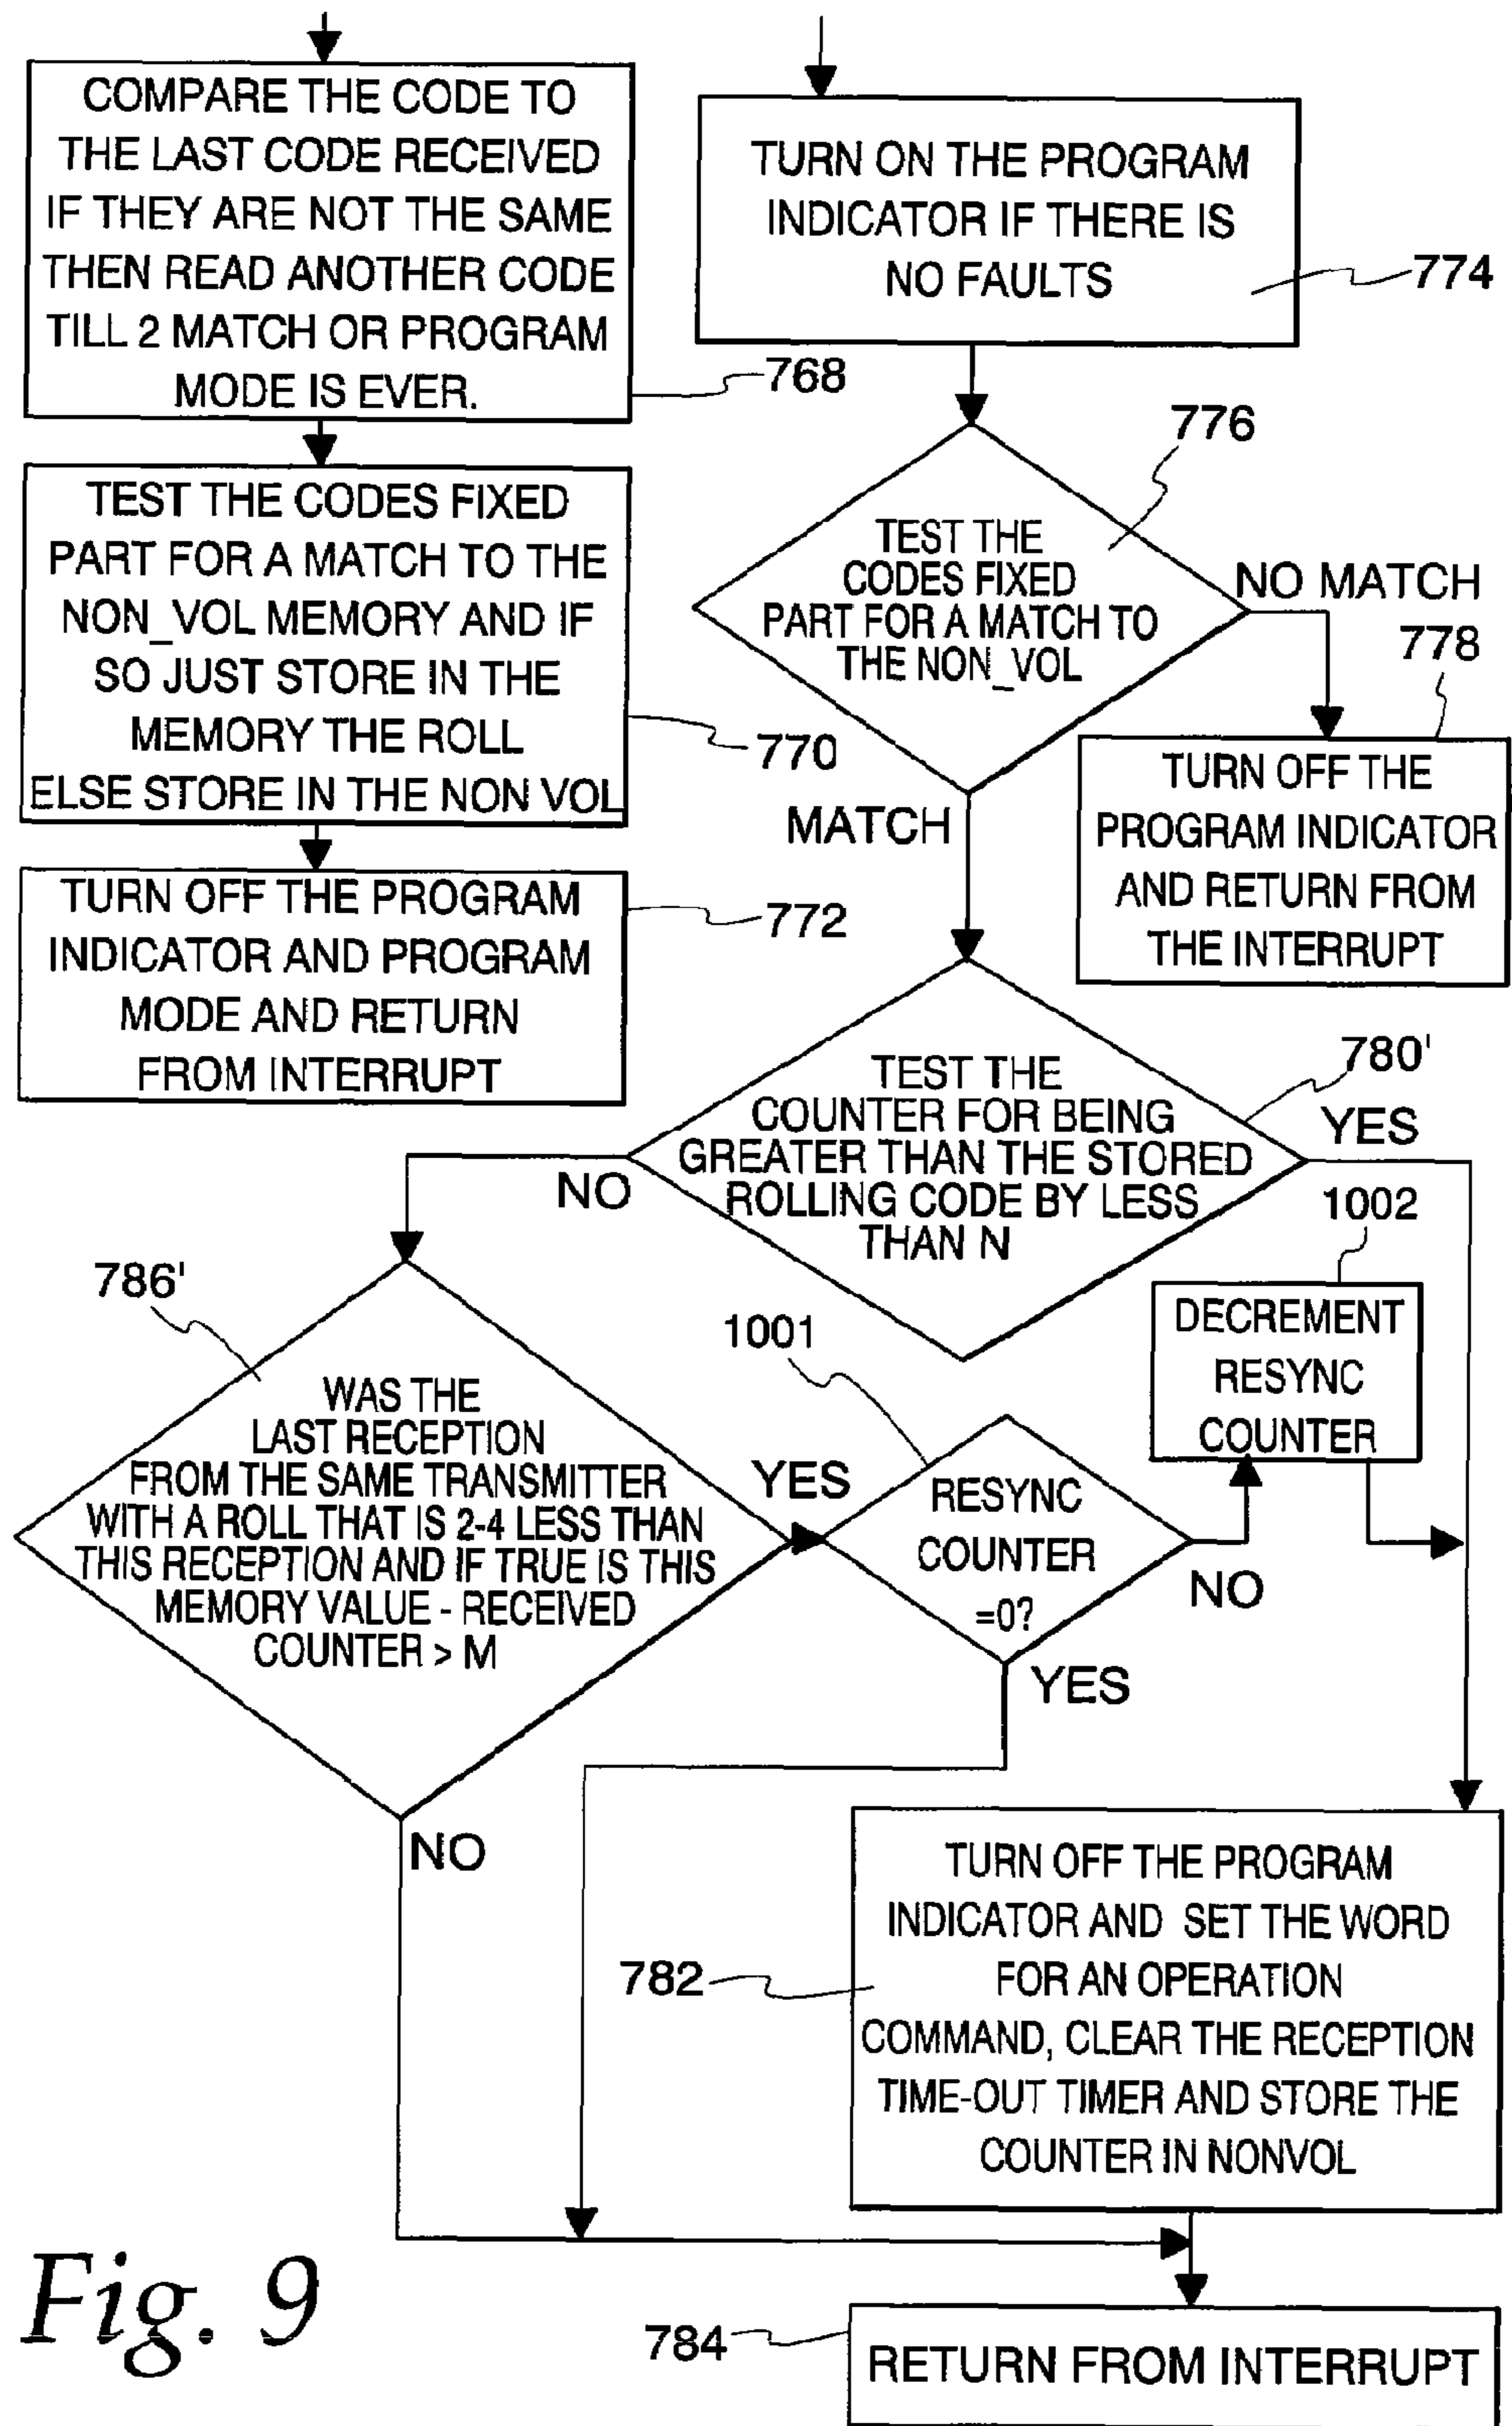 COMPARE THE CODE TO
THE LAST CODE RECEIVED
IF THEY ARE NOT THE SAME
THEN READ ANOTHER CODE
TILL 2 MATCH OR PROGRAM
MODE IS EVER.
768
TEST THE CODES FIXED
PART FOR A MATCH TO THE
NON_VOL MEMORY AND IF
SO JUST STORE IN THE
MEMORY THE ROLL
ELSE STORE IN THE NON VOL
770
TURN OFF THE PROGRAM
INDICATOR AND PROGRAM
MODE AND RETURN
FROM INTERRUPT
772
TURN ON THE PROGRAM
INDICATOR IF THERE IS
NO FAULTS
774
776
TEST THE
CODES FIXED
PART FOR A MATCH TO
THE NON_VOL
NO MATCH
778
TURN OFF THE
PROGRAM INDICATOR
AND RETURN FROM
THE INTERRUPT
MATCH
780'
TEST THE
COUNTER FOR BEING
GREATER THAN THE STORED
ROLLING CODE BY LESS
THAN N
YES
NO
786'
WAS THE
LAST RECEPTION
FROM THE SAME TRANSMITTER
WITH A ROLL THAT IS 2-4 LESS THAN
THIS RECEPTION AND IF TRUE IS THIS
MEMORY VALUE - RECEIVED
COUNTER > M
YES
NO
1001
RESYNC
COUNTER
=0?
NO
YES
1002
DECREMENT
RESYNC
COUNTER
782
TURN OFF THE PROGRAM
INDICATOR AND SET THE WORD
FOR AN OPERATION
COMMAND, CLEAR THE RECEPTION
TIME-OUT TIMER AND STORE THE
COUNTER IN NONVOL
784
RETURN FROM INTERRUPT
Fig. 9